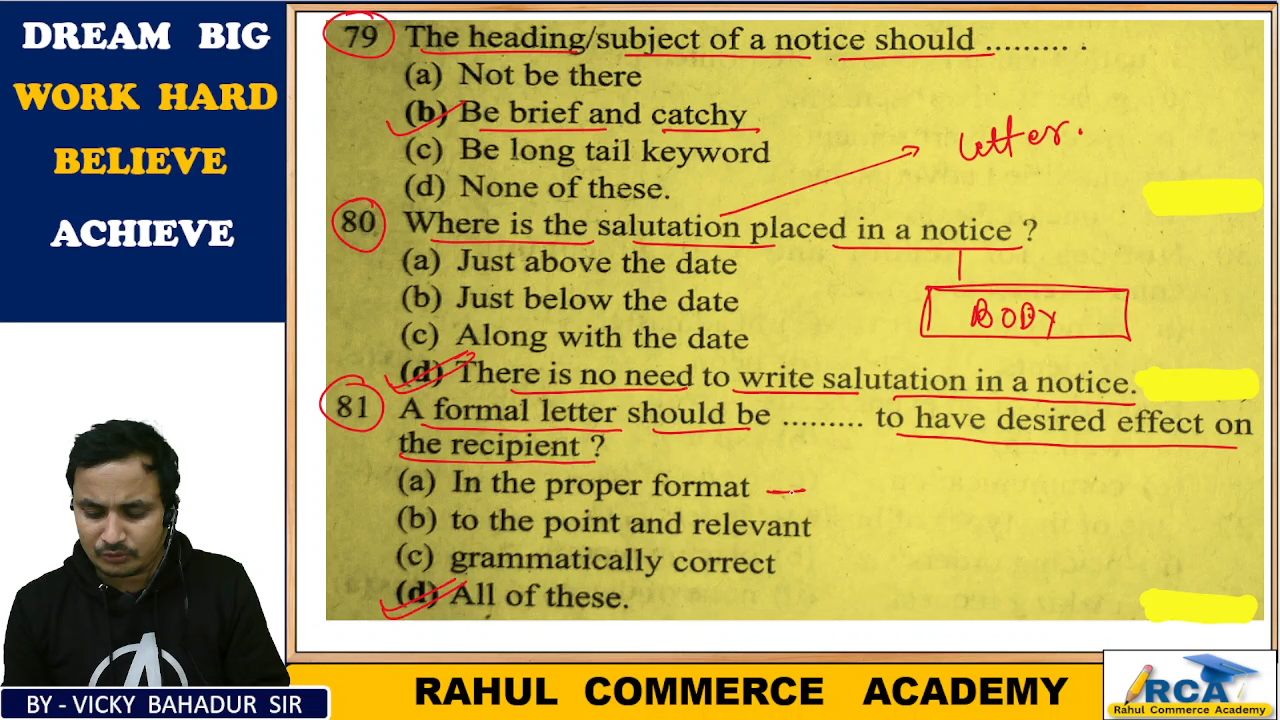 DREAM BIG
WORK HARD
BELIEVE
ACHIEVE
79 The heading/subject of a notice should ......... .
(a) Not be there
(b) Be brief and catchy
(c) Be long tail keyword
(d) None of these.
letter.
80 Where is the salutation placed in a notice ?
(a) Just above the date
(b) Just below the date
(c) Along with the date
BODY
(d) There is no need to write salutation in a notice.
81 A formal letter should be ......... to have desired effect on
the recipient ?
(a) In the proper format
(b) to the point and relevant
(c) grammatically correct
(d) All of these.
BY - VICKY BAHADUR SIR
RAHUL COMMERCE ACADEMY
RCA
Rahul Commerce Academy